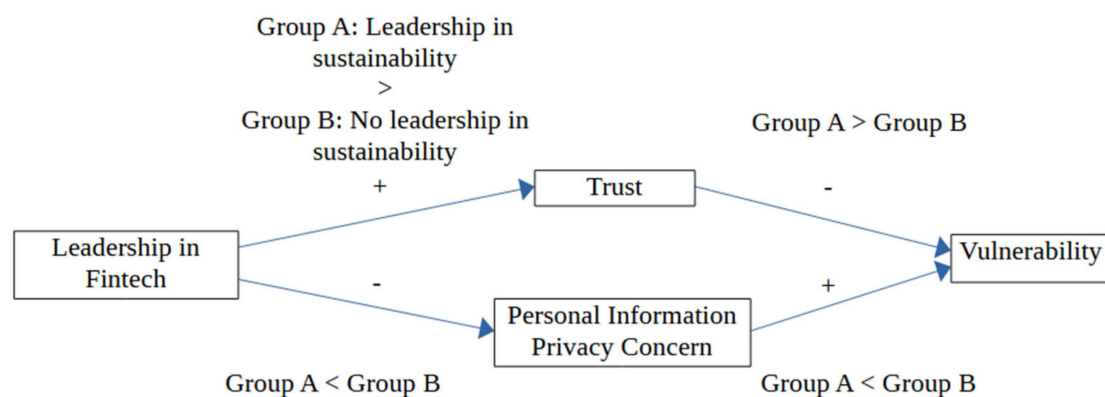 Group A: Leadership in
sustainability
>
Group B: No leadership in
sustainability
Group A > Group B
+
Trust
-
Leadership in
Fintech
Vulnerability
-
Personal Information
Privacy Concern
+
Group A < Group B
Group A < Group B